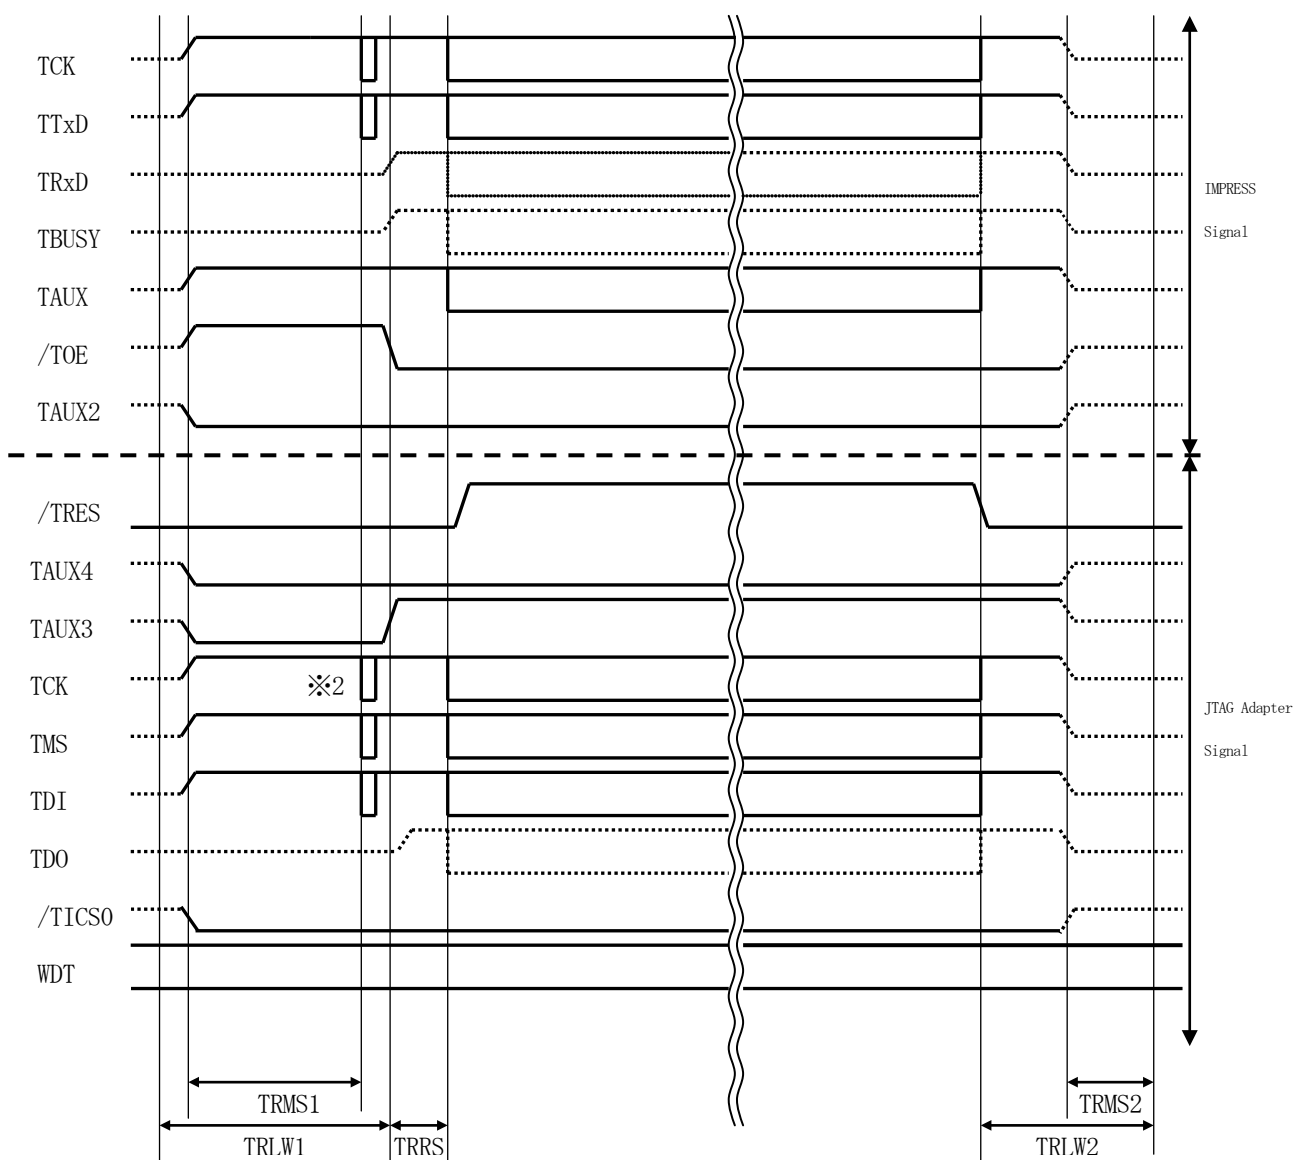 TCK
TTxD
TRxD
TBUSY
TAUX
/TOE
TAUX2
IMPRESS
Signal
/TRES
TAUX4
TAUX3
TCK
※2
TMS
TDI
TDO
/TICS0
WDT
JTAG Adapter
Signal
TRMS1
TRMS2
TRLW1
TRRS
TRLW2